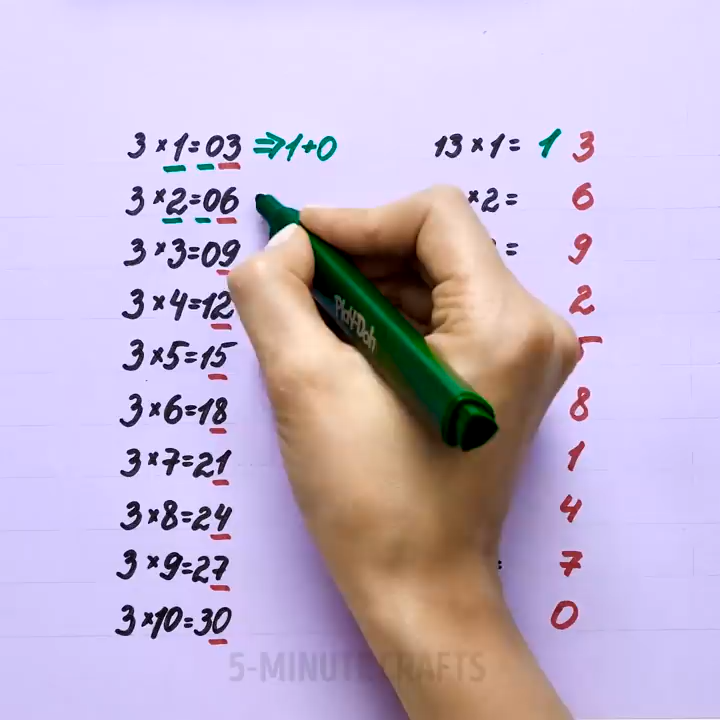 3×1=03 ⇒1+0 13×1= 1 3
3×2=06 ×2= 6
3×3=09 = 9
3×4=12 2
3×5=15
3×6=18 8
3×7=21 1
3×8=24 4
3×9=27 7
3×10=30 0
Play-Doh
5-MINUTE CRAFTS